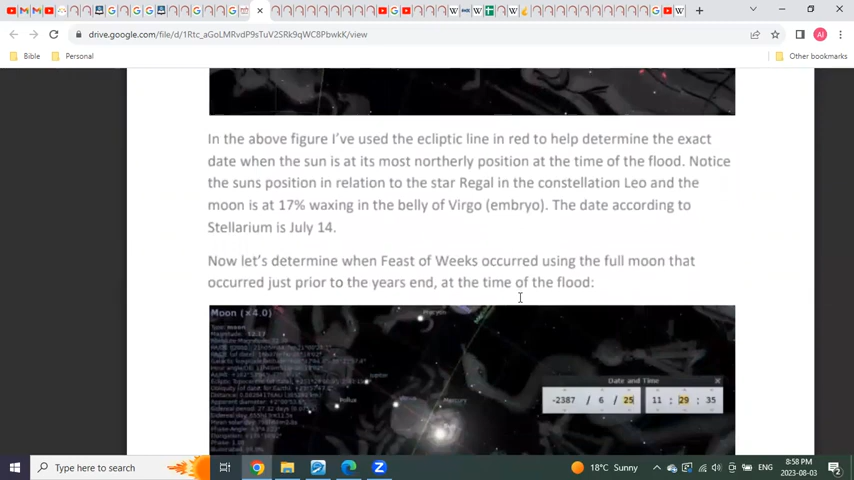 drive.google.com/file/d/1Rtc_aGoLMRvdP9sTuV2SRk9qWC8PbwkK/view
Bible
Personal
Other bookmarks
In the above figure I've used the ecliptic line in red to help determine the exact
date when the sun is at its most northerly position at the time of the flood. Notice
the suns position in relation to the star Regal in the constellation Leo and the
moon is at 17% waxing in the belly of Virgo (embryo). The date according to
Stellarium is July 14.
Now let's determine when Feast of Weeks occurred using the full moon that
occurred just prior to the years end, at the time of the flood:
Moon (×4.0)
Type: moon
Pollux
Mercury
Date and Time
-2387 / 6 / 25 11 : 29 : 35
Type here to search
18°C Sunny
ENG
8:58 PM
2023-08-03
2